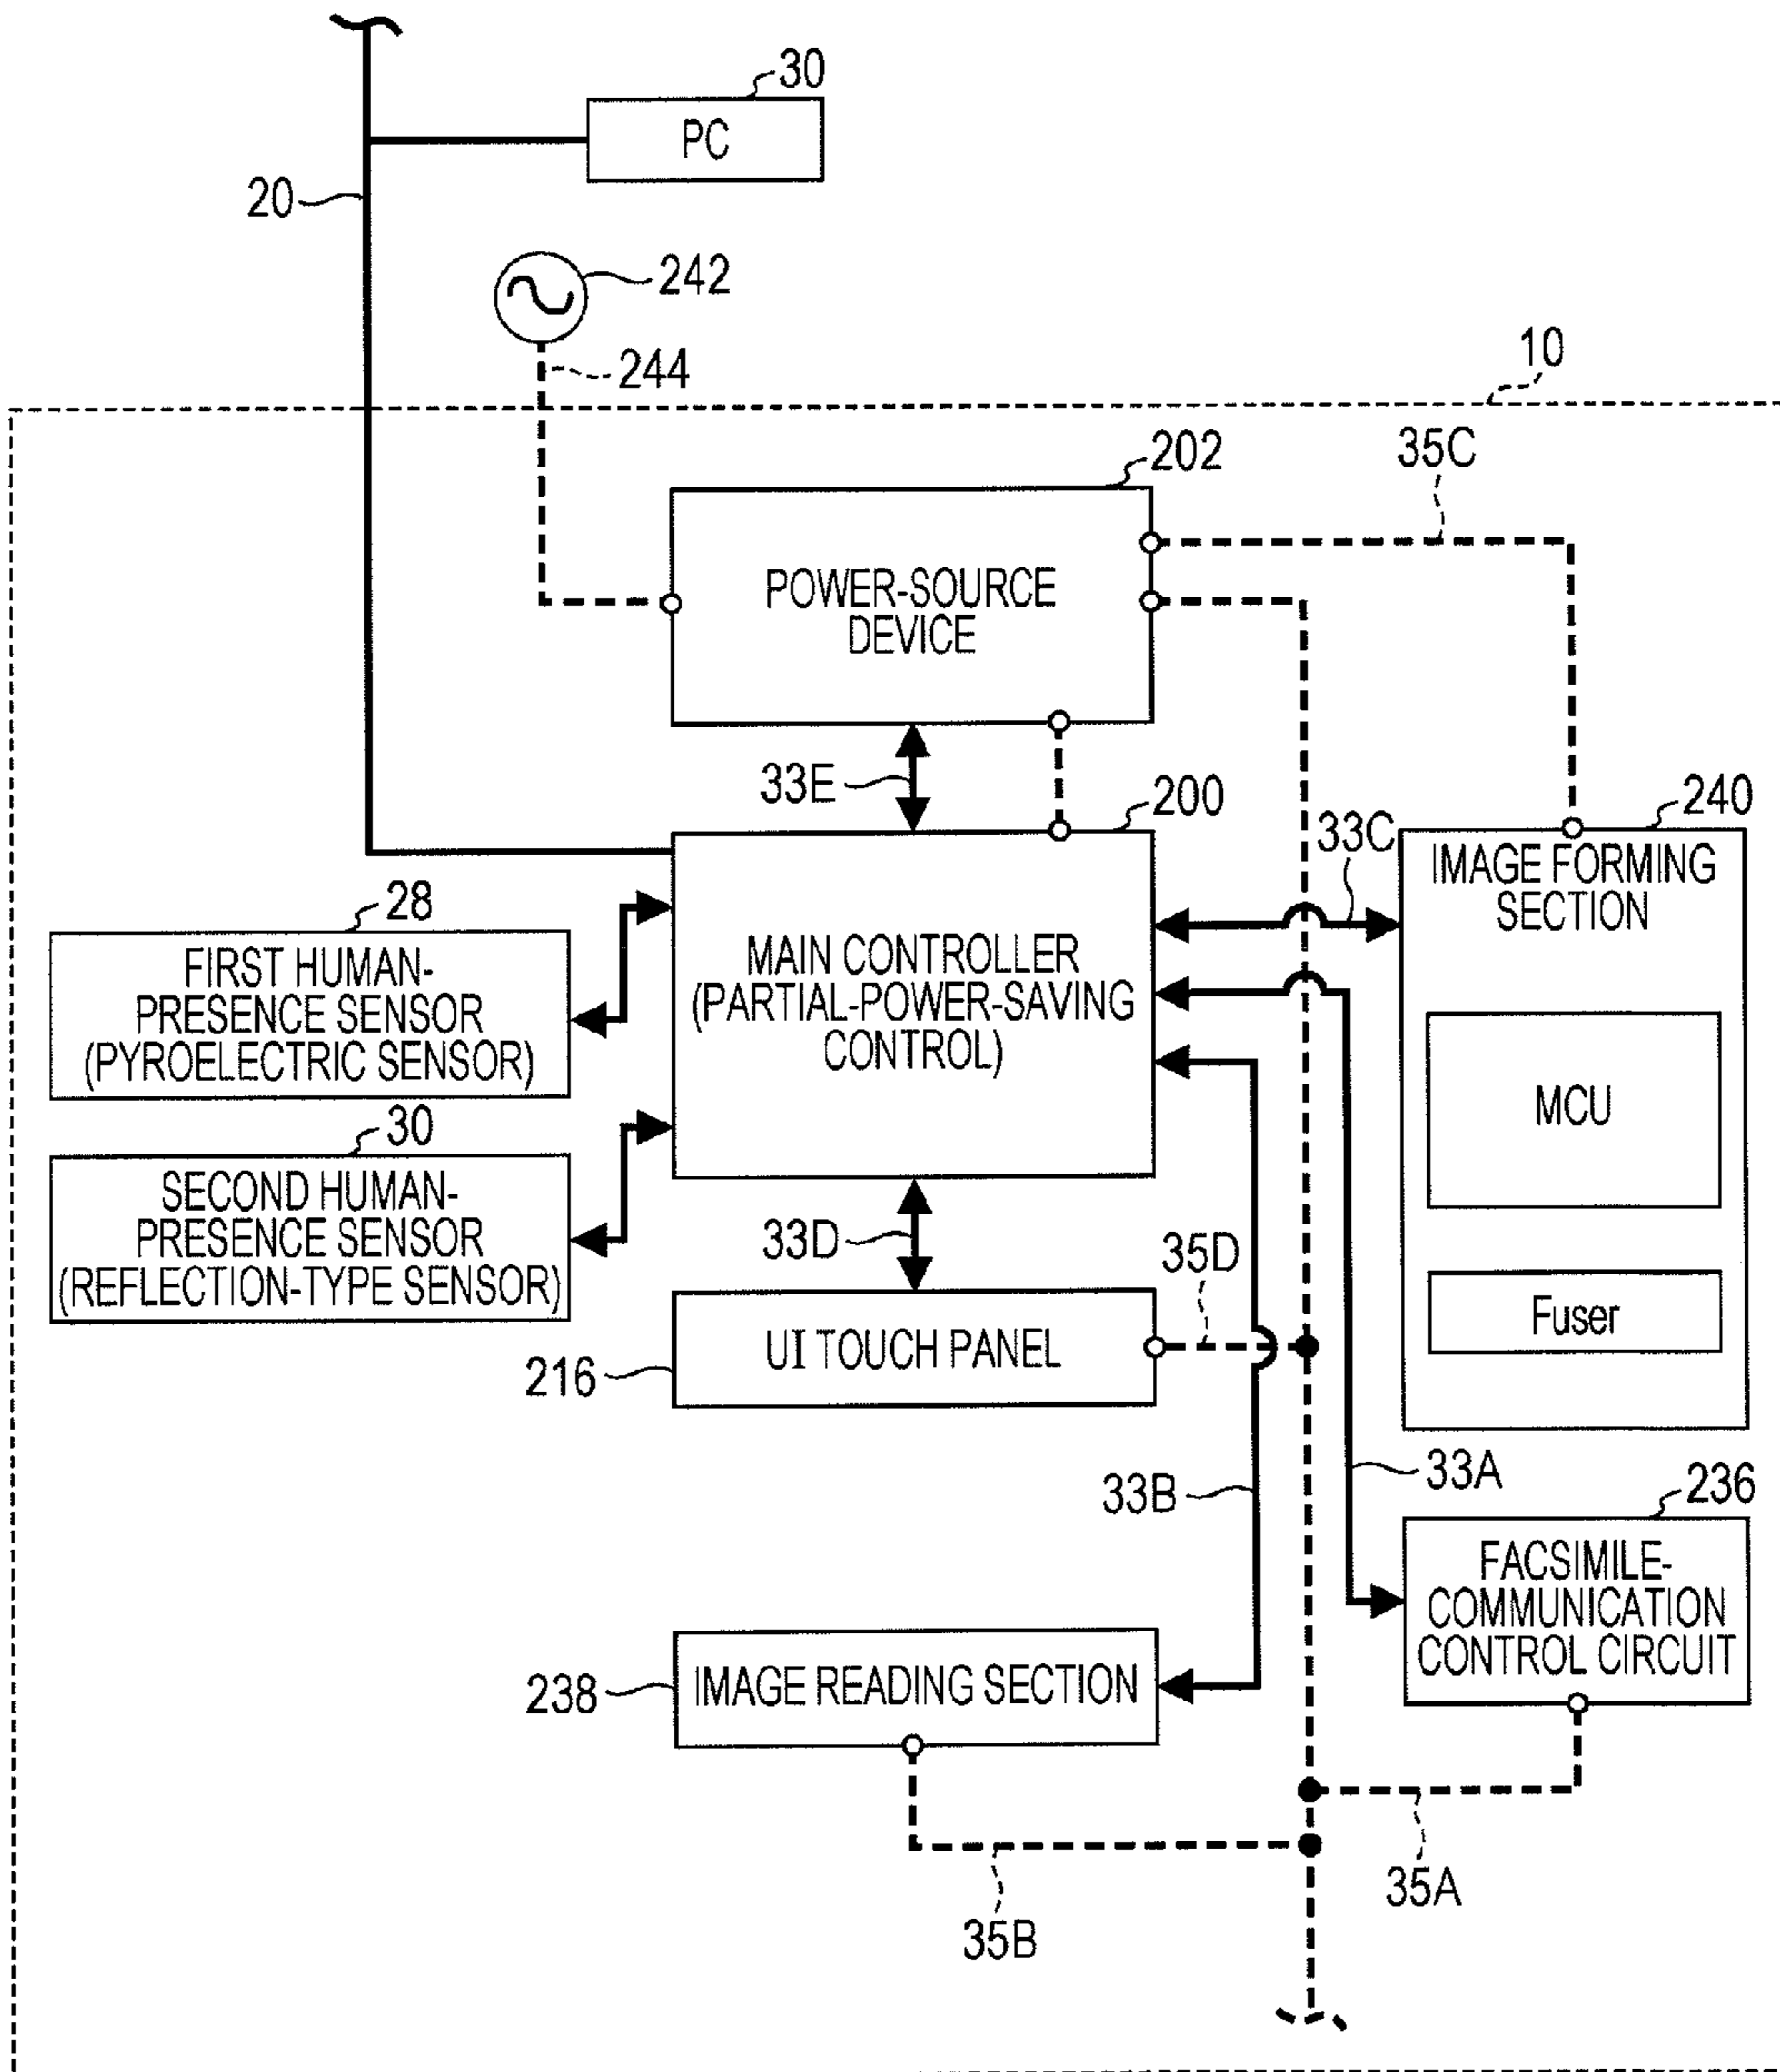 30
PC
20
242
244
10
202
35C
POWER-SOURCE
DEVICE
33E
200
33C
240
IMAGE FORMING
SECTION
28
FIRST HUMAN-
PRESENCE SENSOR
(PYROELECTRIC SENSOR)
MAIN CONTROLLER
(PARTIAL-POWER-SAVING
CONTROL)
MCU
30
SECOND HUMAN-
PRESENCE SENSOR
(REFLECTION-TYPE SENSOR)
33D
35D
Fuser
UI TOUCH PANEL
216
33B
33A
236
FACSIMILE-
COMMUNICATION
CONTROL CIRCUIT
238
IMAGE READING SECTION
35B
35A